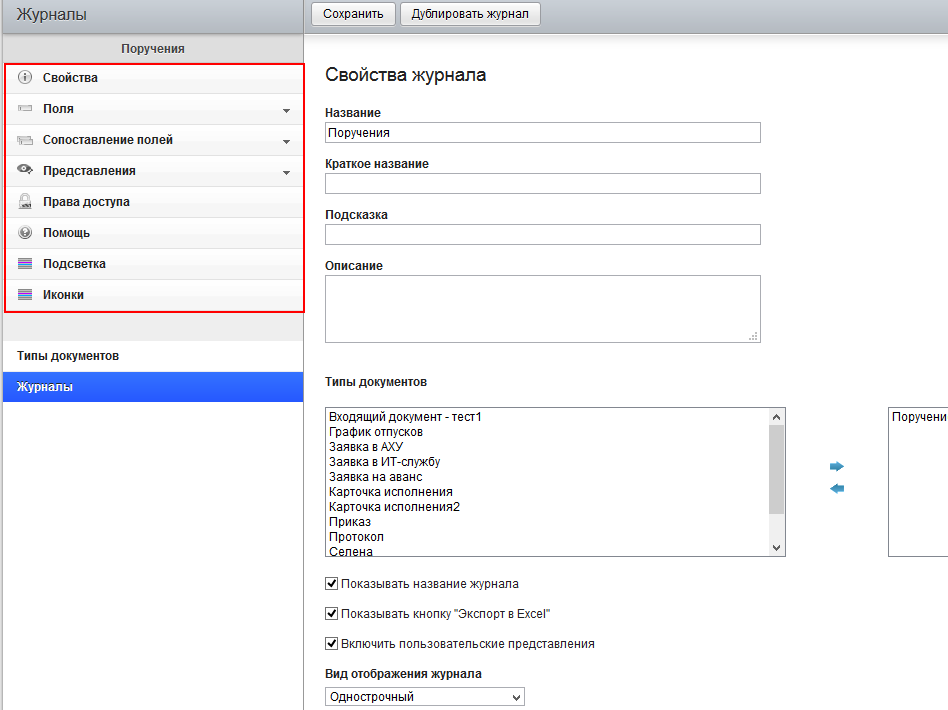 Журналы
Сохранить
Дублировать журнал
Поручения
Свойства
Поля
Сопоставление полей
Представления
Права доступа
Помощь
Подсветка
Иконки
Типы документов
Журналы
Свойства журнала
Название
Поручения
Краткое название
Подсказка
Описание
Типы документов
Входящий документ - тест1
График отпусков
Заявка в АХУ
Заявка в ИТ-службу
Заявка на аванс
Карточка исполнения
Карточка исполнения2
Приказ
Протокол
Селена
Поручени
Показывать название журнала
Показывать кнопку "Экспорт в Excel"
Включить пользовательские представления
Вид отображения журнала
Однострочный